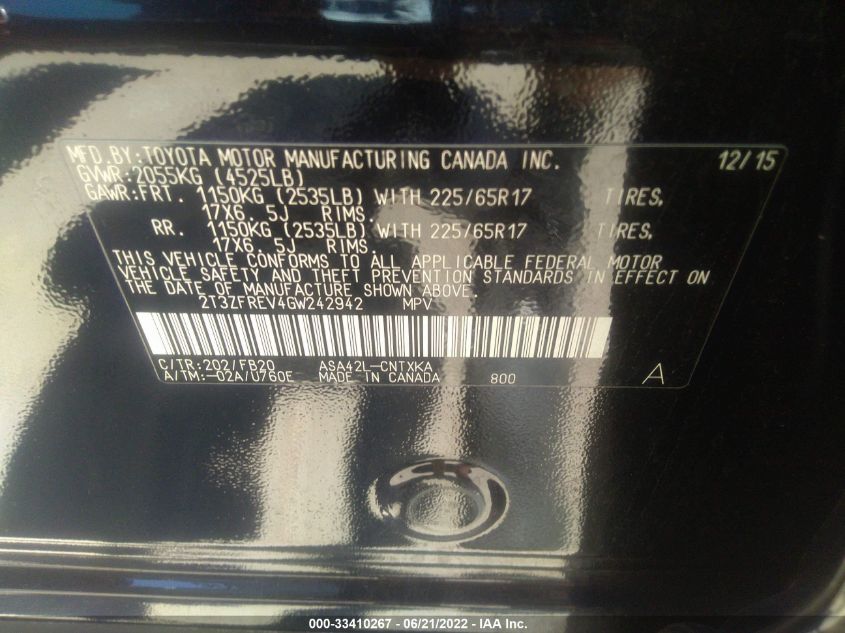 MFD.BY:TOYOTA MOTOR MANUFACTURING CANADA INC. 12/15
GVWR:2055KG (4525LB)
GAWR:FRT. 1150KG (2535LB) WITH 225/65R17 TIRES,
17X6.5J RIMS.
RR. 1150KG (2535LB) WITH 225/65R17 TIRES,
17X6.5J RIMS.
THIS VEHICLE CONFORMS TO ALL APPLICABLE FEDERAL MOTOR
VEHICLE SAFETY AND THEFT PREVENTION STANDARDS IN EFFECT ON
THE DATE OF MANUFACTURE SHOWN ABOVE.
2T3ZFREV4GW242942 MPV
C/TR:202/FB20 ASA42L-CNTXKA
A/TM:-02A/U760E MADE IN CANADA 800 A
000-33410267 - 06/21/2022 - IAA Inc.